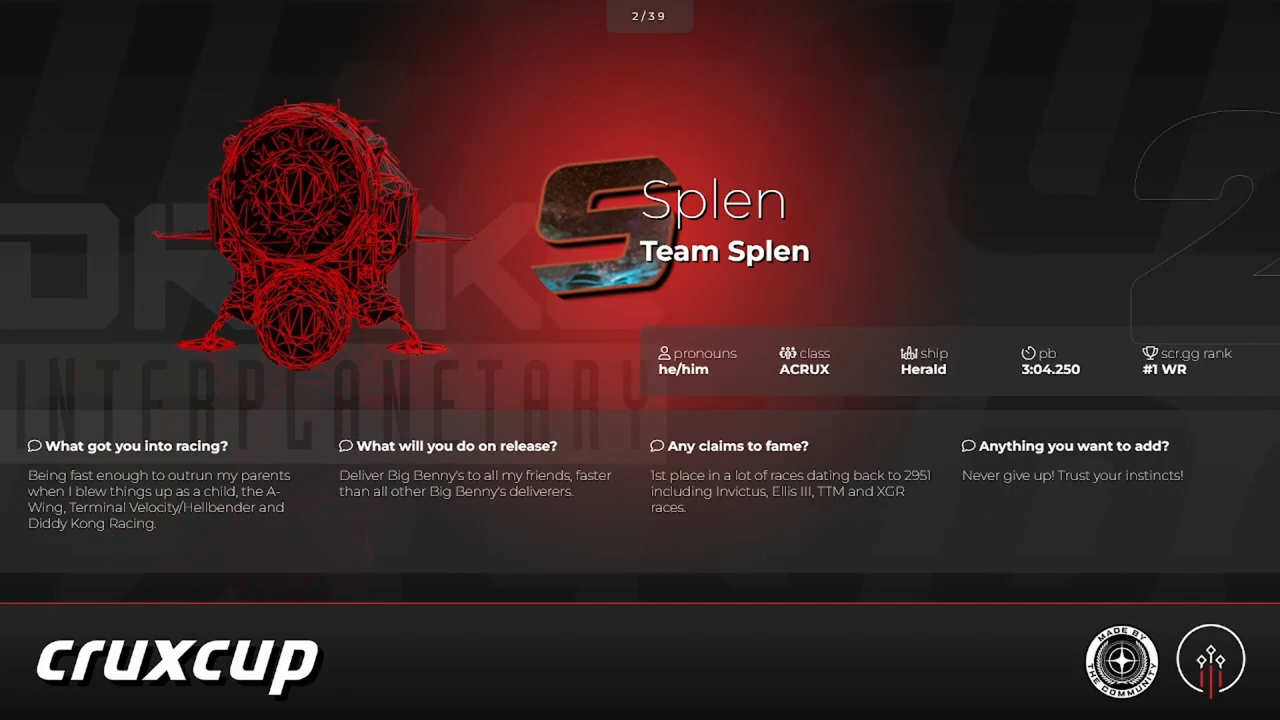 2/39
DRAKE
INTERPLANETARY
S
Splen
Team Splen
2
pronouns
he/him
class
ACRUX
ship
Herald
pb
3:04.250
scr.gg rank
#1 WR
What got you into racing?
Being fast enough to outrun my parents
when I blew things up as a child, the A-
Wing, Terminal Velocity/Hellbender and
Diddy Kong Racing.
What will you do on release?
Deliver Big Benny's to all my friends, faster
than all other Big Benny's deliverers.
Any claims to fame?
1st place in a lot of races dating back to 2951
including Invictus, Ellis III, TTM and XGR
races.
Anything you want to add?
Never give up! Trust your instincts!
cruxcup
MADE BY
THE COMMUNITY